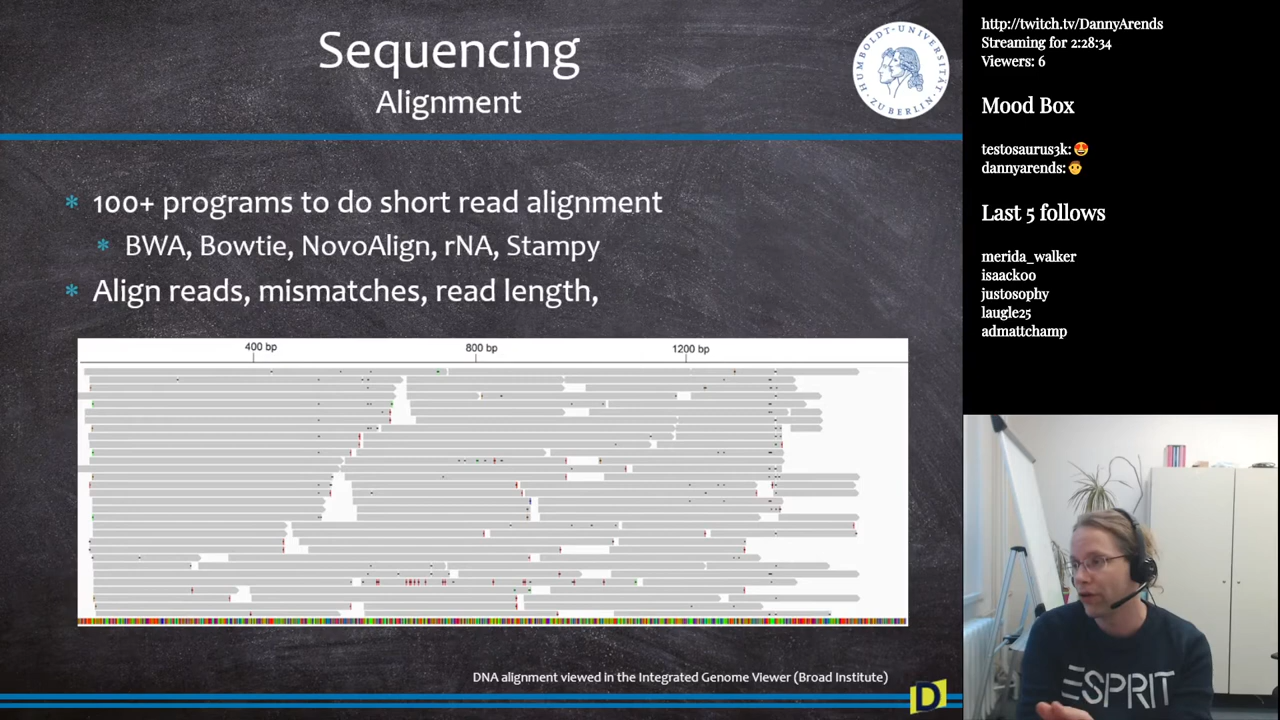 Sequencing
Alignment
HUMBOLDT-UNIVERSITÄT
ZU BERLIN
100+ programs to do short read alignment
BWA, Bowtie, NovoAlign, rNA, Stampy
Align reads, mismatches, read length,
400 bp 800 bp 1200 bp
DNA alignment viewed in the Integrated Genome Viewer (Broad Institute)
D
http://twitch.tv/DannyArends
Streaming for 2:28:34
Viewers: 6
Mood Box
testosaurus3k:
dannyarends:
Last 5 follows
merida_walker
isaackoo
justosophy
laugle25
admattchamp
ESPRIT